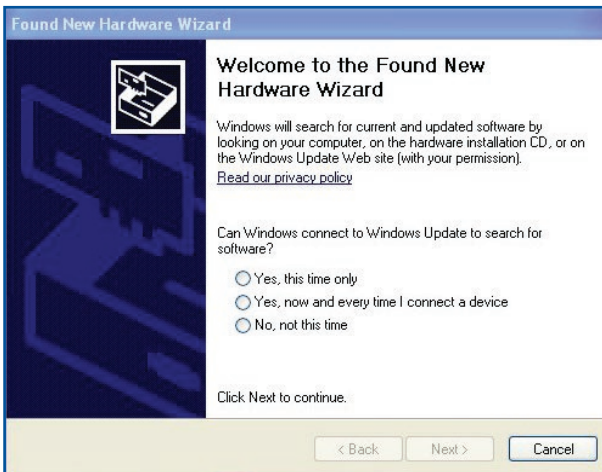 Found New Hardware Wizard
Welcome to the Found New
Hardware Wizard
Windows will search for current and updated software by
looking on your computer, on the hardware installation CD, or on
the Windows Update Web site (with your permission).
Read our privacy policy
Can Windows connect to Windows Update to search for
software?
Yes, this time only
Yes, now and every time I connect a device
No, not this time
Click Next to continue.
< Back
Next >
Cancel